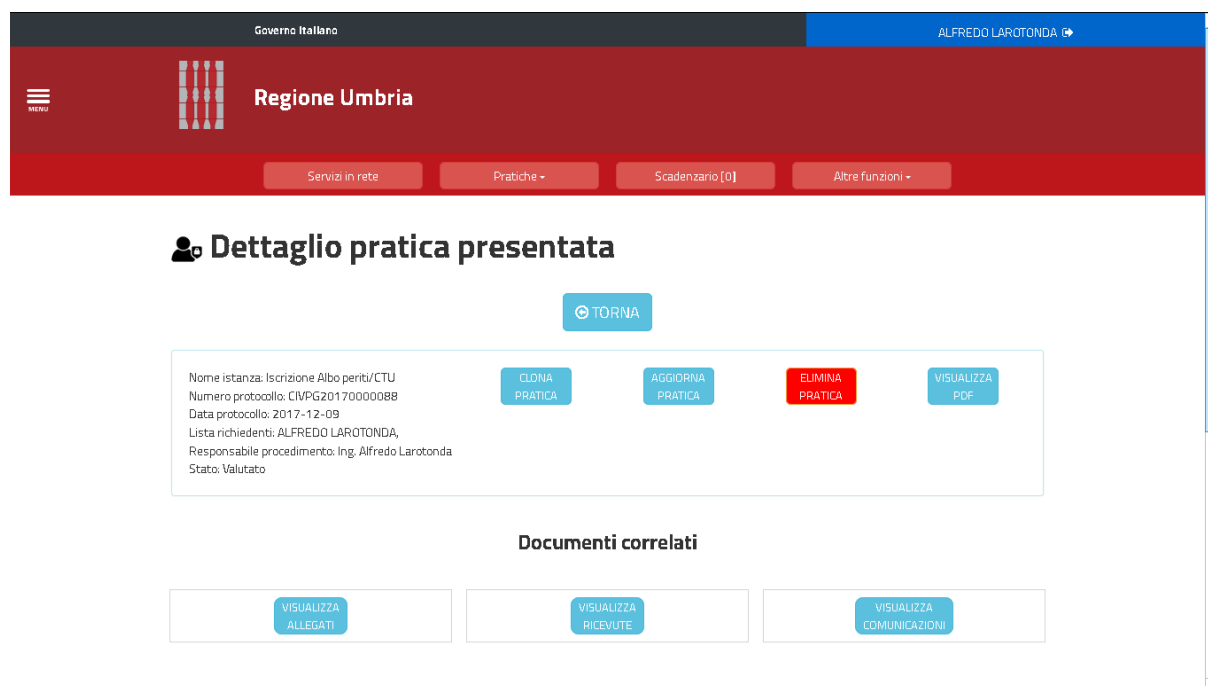 Governo Italiano
ALFREDO LAROTONDA
MENU
Regione Umbria
Servizi in rete
Pratiche
Scadenzario [0]
Altre funzioni
Dettaglio pratica presentata
TORNA
Nome istanza: Iscrizione Albo periti/CTU
Numero protocollo: CIVPG20170000088
Data protocollo: 2017-12-09
Lista richiedenti: ALFREDO LAROTONDA,
Responsabile procedimento: Ing. Alfredo Larotonda
Stato: Valutato
CLONA
PRATICA
AGGIORNA
PRATICA
ELIMINA
PRATICA
VISUALIZZA
PDF
Documenti correlati
VISUALIZZA
ALLEGATI
VISUALIZZA
RICEVUTE
VISUALIZZA
COMUNICAZIONI